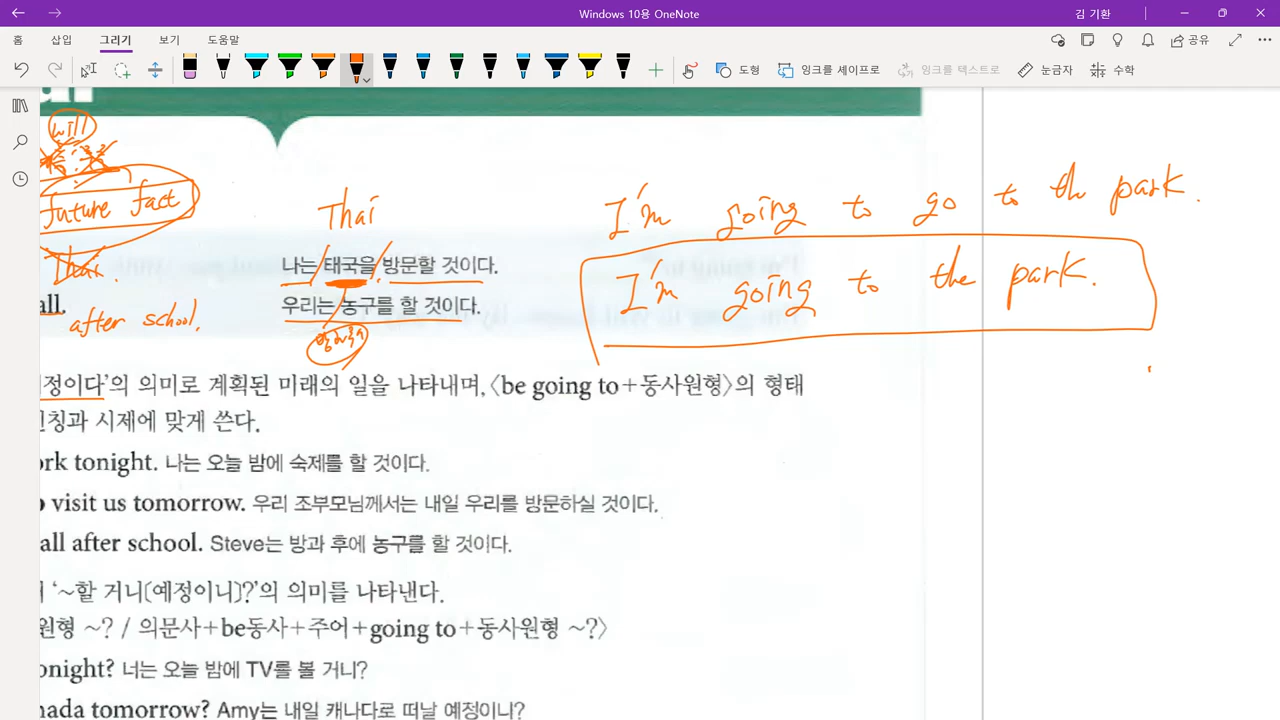 Windows 10용 OneNote
김 기환
홈 삽입 그리기 보기 도움말
공유
도형 잉크를 셰이프로 잉크를 텍스트로 눈금자 수학
will
future fact
Thai
after school.
all.
Thai
나는 태국을 방문할 것이다.
우리는 농구를 할 것이다.
방과후
I'm going to go to the park.
I'm going to the park.
정이다'의 의미로 계획된 미래의 일을 나타내며, 〈be going to+동사원형〉의 형태
인칭과 시제에 맞게 쓴다.
ork tonight. 나는 오늘 밤에 숙제를 할 것이다.
visit us tomorrow. 우리 조부모님께서는 내일 우리를 방문하실 것이다.
all after school. Steve는 방과 후에 농구를 할 것이다.
'~할 거니(예정이니)?'의 의미를 나타낸다.
원형 ~? / 의문사+be동사+주어+going to+동사원형 ~?〉
onight? 너는 오늘 밤에 TV를 볼 거니?
nada tomorrow? Amy는 내일 캐나다로 떠날 예정이니?